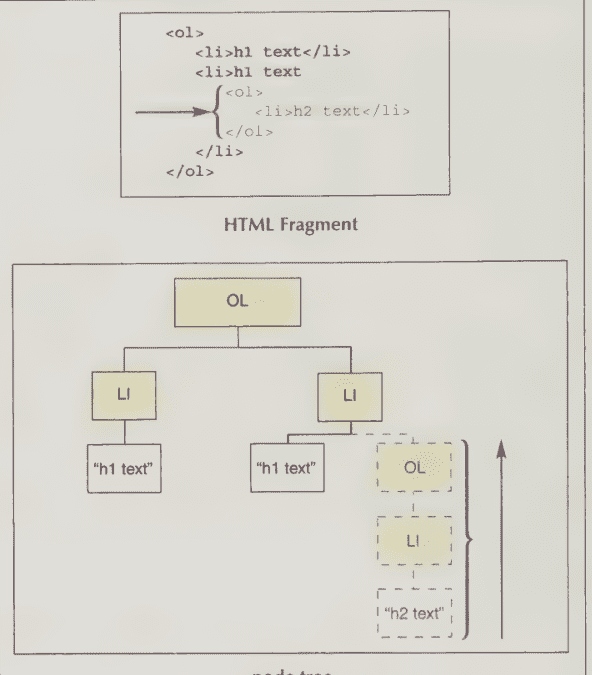 <ol>
<li>h1 text</li>
<li>h1 text
<ol>
<li>h2 text</li>
</ol>
</li>
</ol>
HTML Fragment
OL
LI LI
"h1 text" "h1 text" OL
LI
"h2 text"
node tree